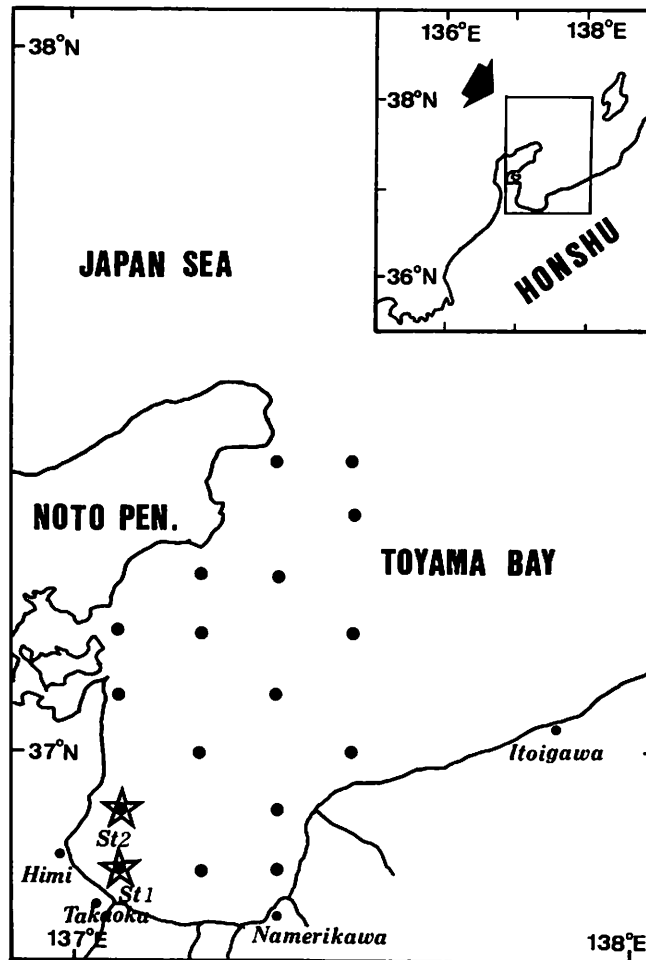 136°E
138°E
38°N
38°N
JAPAN SEA
36°N
HONSHU
NOTO PEN.
TOYAMA BAY
37°N
Itoigawa
St2
Himi
St1
Takaoka
Namerikawa
137°E
138°E